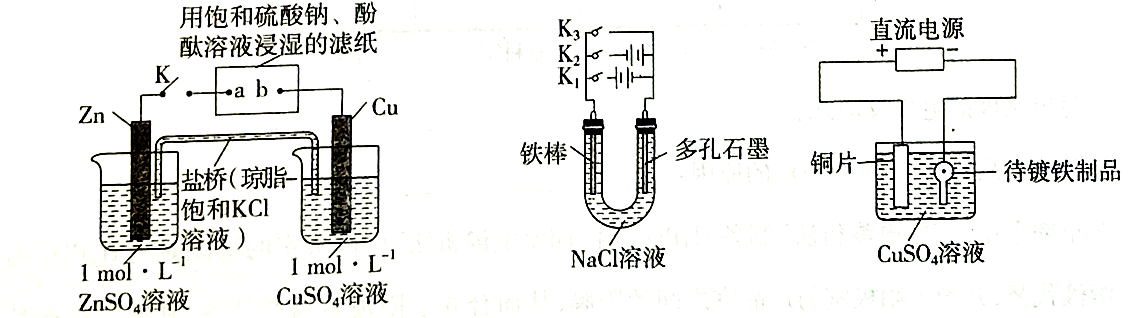 用饱和硫酸钠、酚
酞溶液浸湿的滤纸
K
a b
Zn
Cu
盐桥(琼脂-
饱和KCl
溶液)
1 mol·L⁻¹
ZnSO₄溶液
1 mol·L⁻¹
CuSO₄溶液
K₃
K₂
K₁
铁棒
多孔石墨
NaCl溶液
直流电源
+ −
铜片
待镀铁制品
CuSO₄溶液